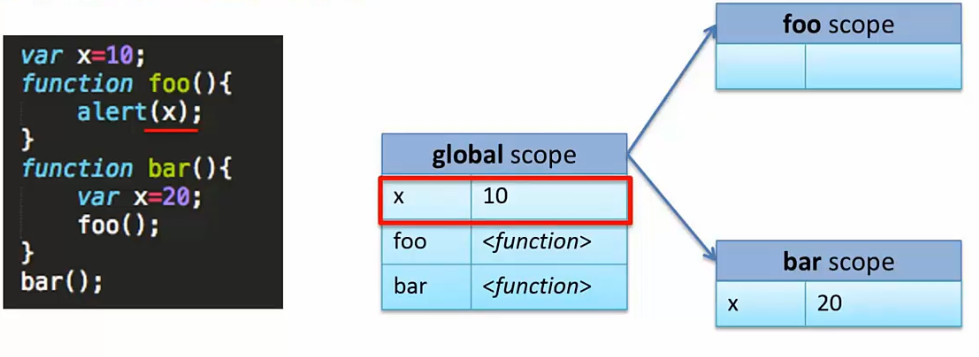 var x=10;
function foo(){
    alert(x);
}
function bar(){
    var x=20;
    foo();
}
bar();
global scope
x 10
foo <function>
bar <function>
foo scope
bar scope
x 20